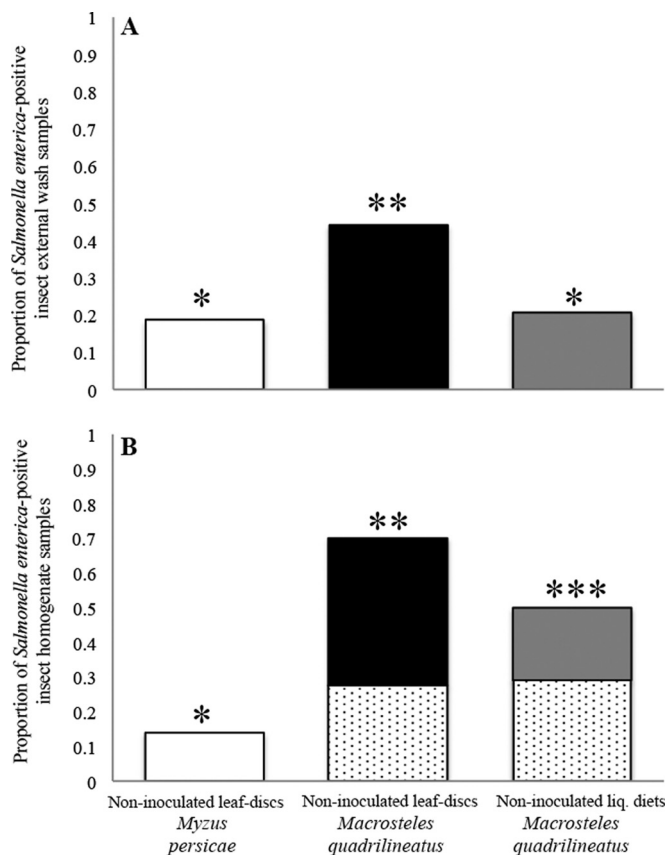 A
Proportion of Salmonella enterica-positive
insect external wash samples
1
0.9
0.8
0.7
0.6
0.5
0.4
0.3
0.2
0.1
0
*
**
*
B
Proportion of Salmonella enterica-positive
insect homogenate samples
1
0.9
0.8
0.7
0.6
0.5
0.4
0.3
0.2
0.1
0
*
**
***
Non-inoculated leaf-discs
Myzus
persicae
Non-inoculated leaf-discs
Macrosteles
quadrilineatus
Non-inoculated liq. diets
Macrosteles
quadrilineatus